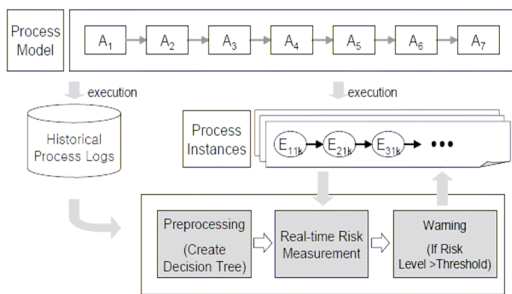 Process
Model
A1
A2
A3
A4
A5
A6
A7
execution
execution
Historical
Process Logs
Process
Instances
E11k
E21k
E31k
•••
Preprocessing
(Create
Decision Tree)
Real-time Risk
Measurement
Warning
(If Risk
Level >Threshold)